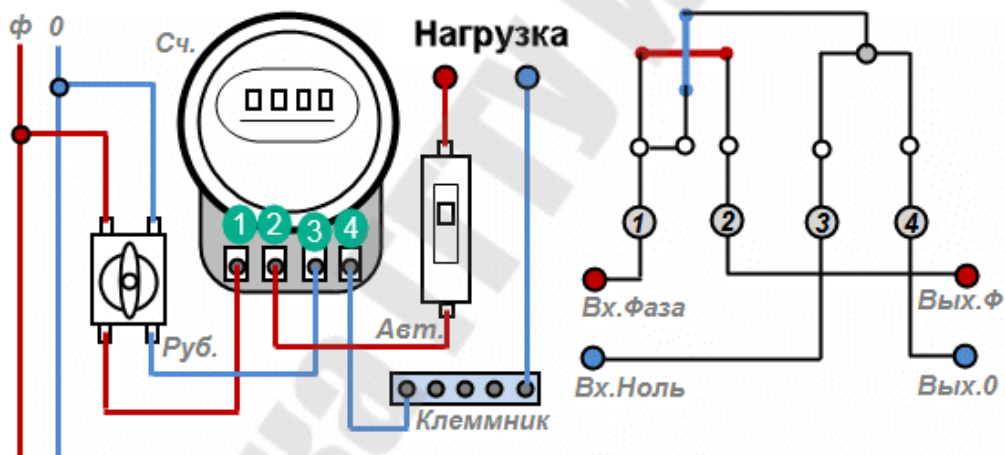 ф 0
Сч.
Нагрузка
0000
1 2 3 4
Руб.
Авт.
Клеммник
1 2 3 4
Вх.Фаза
Вых.Ф
Вх.Ноль
Вых.0